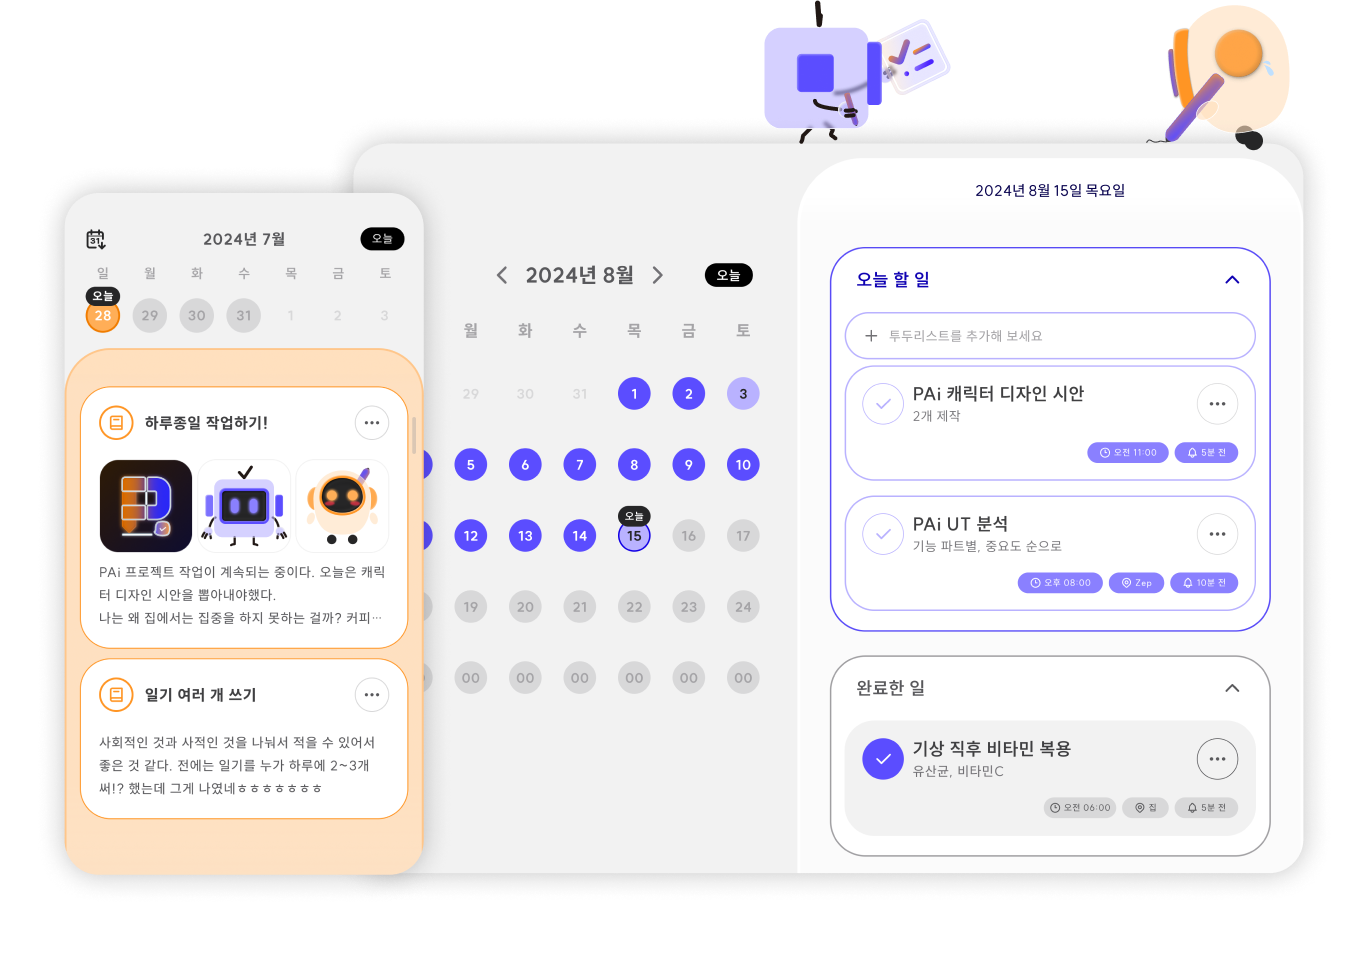 31
2024년 7월
오늘
일 월 화 수 목 금 토
오늘
28 29 30 31 1 2 3
하루종일 작업하기!
PAi 프로젝트 작업이 계속되는 중이다. 오늘은 캐릭
터 디자인 시안을 뽑아내야했다.
나는 왜 집에서는 집중을 하지 못하는 걸까? 커피…
일기 여러 개 쓰기
사회적인 것과 사적인 것을 나눠서 적을 수 있어서
좋은 것 같다. 전에는 일기를 누가 하루에 2~3개
써!? 했는데 그게 나였네ㅎㅎㅎㅎㅎㅎㅎ
2024년 8월
오늘
월 화 수 목 금 토
29 30 31 1 2 3
5 6 7 8 9 10
오늘
12 13 14 15 16 17
19 20 21 22 23 24
00 00 00 00 00 00
2024년 8월 15일 목요일
오늘 할 일
투두리스트를 추가해 보세요
PAi 캐릭터 디자인 시안
2개 제작
오전 11:00 5분 전
PAi UT 분석
기능 파트별, 중요도 순으로
오후 08:00 Zep 10분 전
완료한 일
기상 직후 비타민 복용
유산균, 비타민C
오전 06:00 집 5분 전